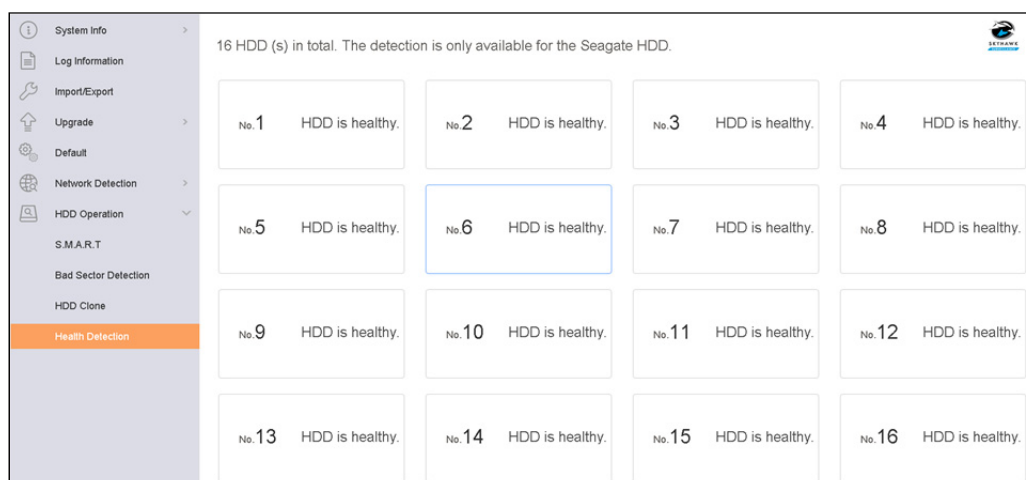 System Info
Log Information
Import/Export
Upgrade
Default
Network Detection
HDD Operation
S.M.A.R.T
Bad Sector Detection
HDD Clone
Health Detection
16 HDD (s) in total. The detection is only available for the Seagate HDD.
SKYHAWK
No.1 HDD is healthy.
No.2 HDD is healthy.
No.3 HDD is healthy.
No.4 HDD is healthy.
No.5 HDD is healthy.
No.6 HDD is healthy.
No.7 HDD is healthy.
No.8 HDD is healthy.
No.9 HDD is healthy.
No.10 HDD is healthy.
No.11 HDD is healthy.
No.12 HDD is healthy.
No.13 HDD is healthy.
No.14 HDD is healthy.
No.15 HDD is healthy.
No.16 HDD is healthy.